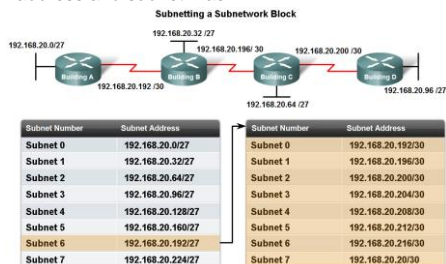 Subnetting a Subnetwork Block
192.168.20.0/27
192.168.20.32 /27
192.168.20.196/ 30
192.168.20.200 /30
Building A
Building B
Building C
Building D
192.168.20.192 /30
192.168.20.96 /27
192.168.20.64 /27
Subnet Number Subnet Address
Subnet 0 192.168.20.0/27
Subnet 1 192.168.20.32/27
Subnet 2 192.168.20.64/27
Subnet 3 192.168.20.96/27
Subnet 4 192.168.20.128/27
Subnet 5 192.168.20.160/27
Subnet 6 192.168.20.192/27
Subnet 7 192.168.20.224/27
Subnet Number Subnet Address
Subnet 0 192.168.20.192/30
Subnet 1 192.168.20.196/30
Subnet 2 192.168.20.200/30
Subnet 3 192.168.20.204/30
Subnet 4 192.168.20.208/30
Subnet 5 192.168.20.212/30
Subnet 6 192.168.20.216/30
Subnet 7 192.168.20.20/30